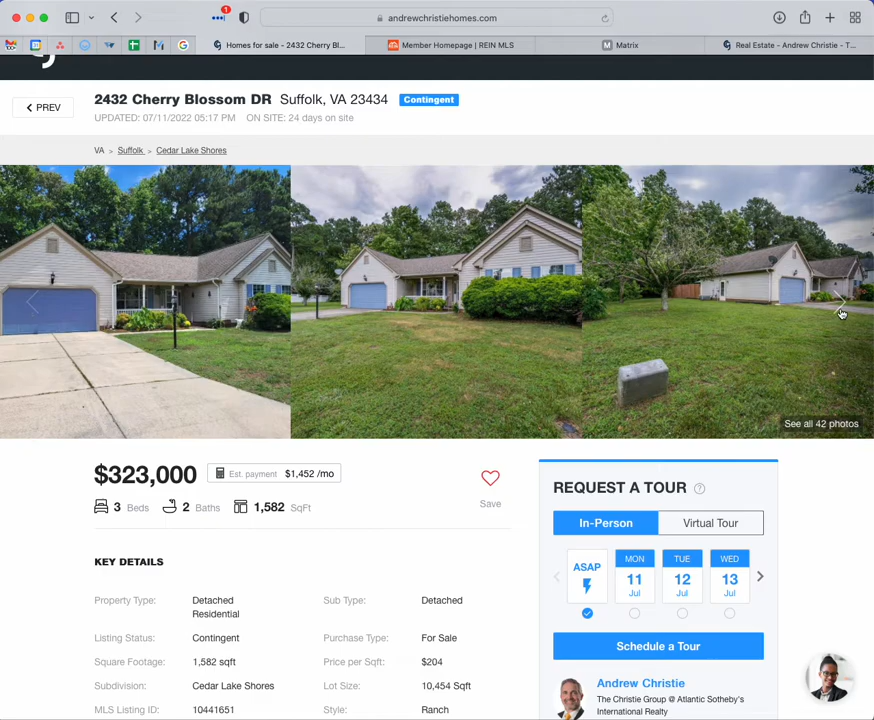 1
andrewchristiehomes.com
Homes for sale - 2432 Cherry Bl...
Member Homepage | REIN MLS
M Matrix
Real Estate - Andrew Christie - T...
PREV
2432 Cherry Blossom DR Suffolk, VA 23434 Contingent
UPDATED: 07/11/2022 05:17 PM ON SITE: 24 days on site
VA > Suffolk > Cedar Lake Shores
See all 42 photos
$323,000 Est. payment $1,452 /mo
Save
3 Beds 2 Baths 1,582 SqFt
KEY DETAILS
Property Type: Detached Residential Sub Type: Detached
Listing Status: Contingent Purchase Type: For Sale
Square Footage: 1,582 sqft Price per Sqft: $204
Subdivision: Cedar Lake Shores Lot Size: 10,454 Sqft
MLS Listing ID: 10441651 Style: Ranch
REQUEST A TOUR ?
In-Person Virtual Tour
ASAP MON 11 Jul TUE 12 Jul WED 13 Jul
Schedule a Tour
Andrew Christie
The Christie Group @ Atlantic Sotheby's
International Realty